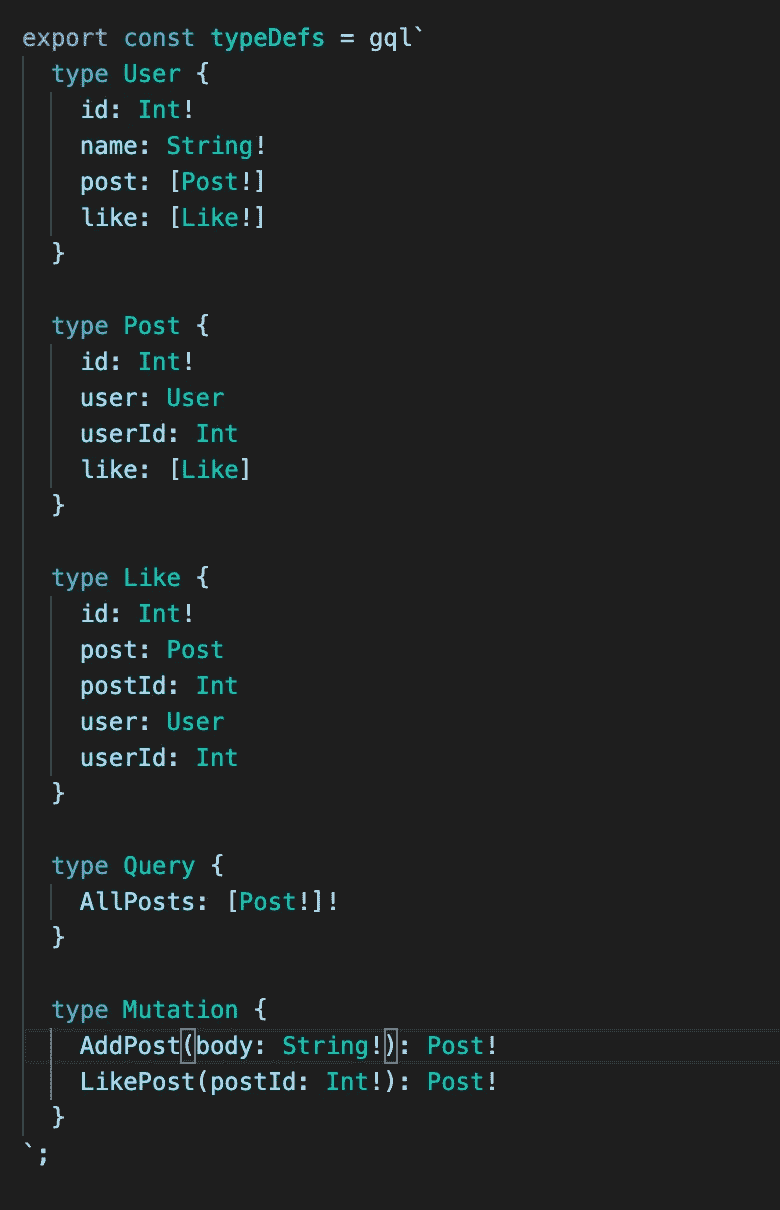 export const typeDefs = gql`
  type User {
    id: Int!
    name: String!
    post: [Post!]
    like: [Like!]
  }

  type Post {
    id: Int!
    user: User
    userId: Int
    like: [Like]
  }

  type Like {
    id: Int!
    post: Post
    postId: Int
    user: User
    userId: Int
  }

  type Query {
    AllPosts: [Post!]!
  }

  type Mutation {
    AddPost(body: String!): Post!
    LikePost(postId: Int!): Post!
  }
`;